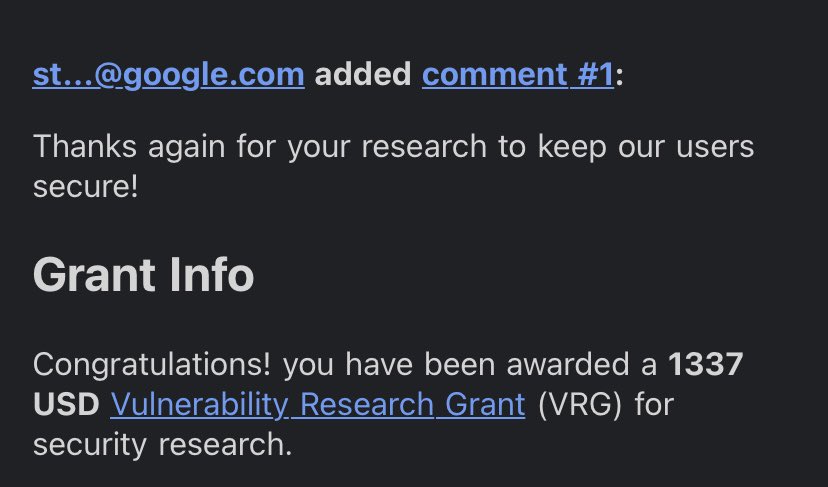 st...@google.com added comment #1:
Thanks again for your research to keep our users
secure!
Grant Info
Congratulations! you have been awarded a 1337
USD Vulnerability Research Grant (VRG) for
security research.